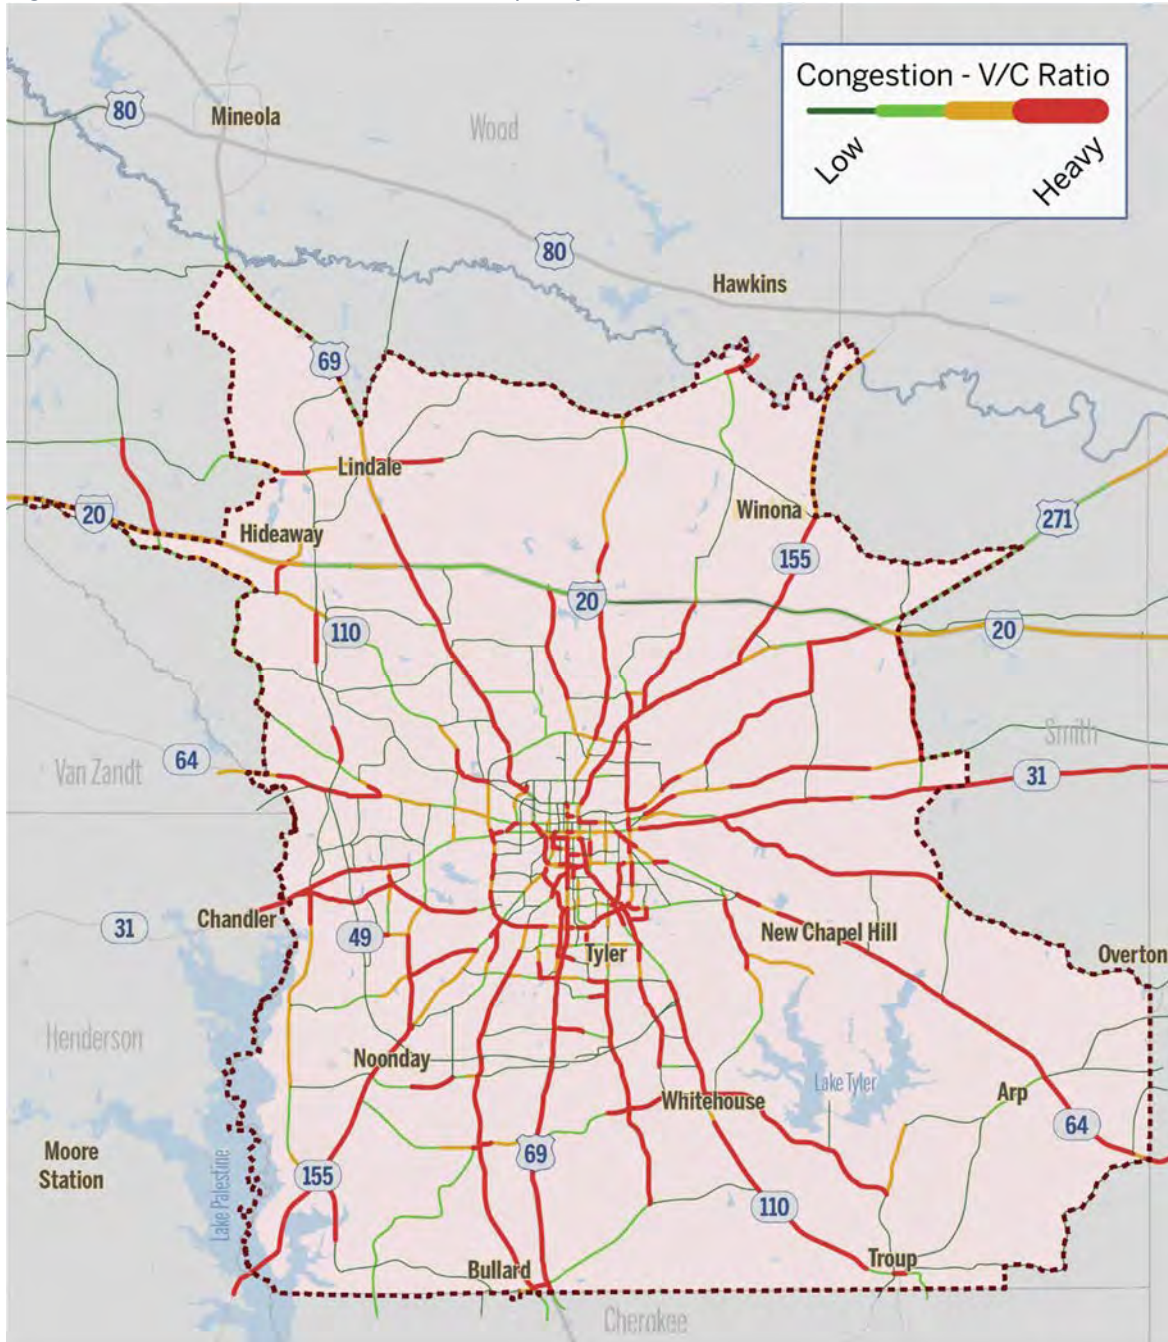 Congestion - V/C Ratio
Low
Heavy
80
Mineola
Wood
80
Hawkins
69
Lindale
20
Hideaway
Winona
271
155
20
20
110
Smith
64
Van Zandt
31
Chandler
31
49
New Chapel Hill
Tyler
Overton
Henderson
Noonday
Lake Tyler
Whitehouse
Arp
64
Moore
Station
69
Lake Palestine
155
110
Troup
Bullard
Cherokee